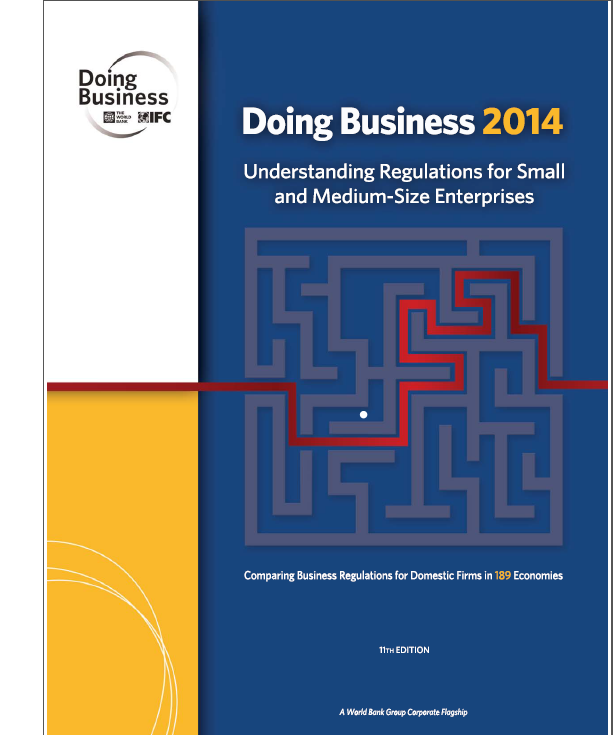 Doing
Business
THE
WORLD
BANK
IFC
Doing Business 2014
Understanding Regulations for Small
and Medium-Size Enterprises
Comparing Business Regulations for Domestic Firms in 189 Economies
11TH EDITION
A World Bank Group Corporate Flagship